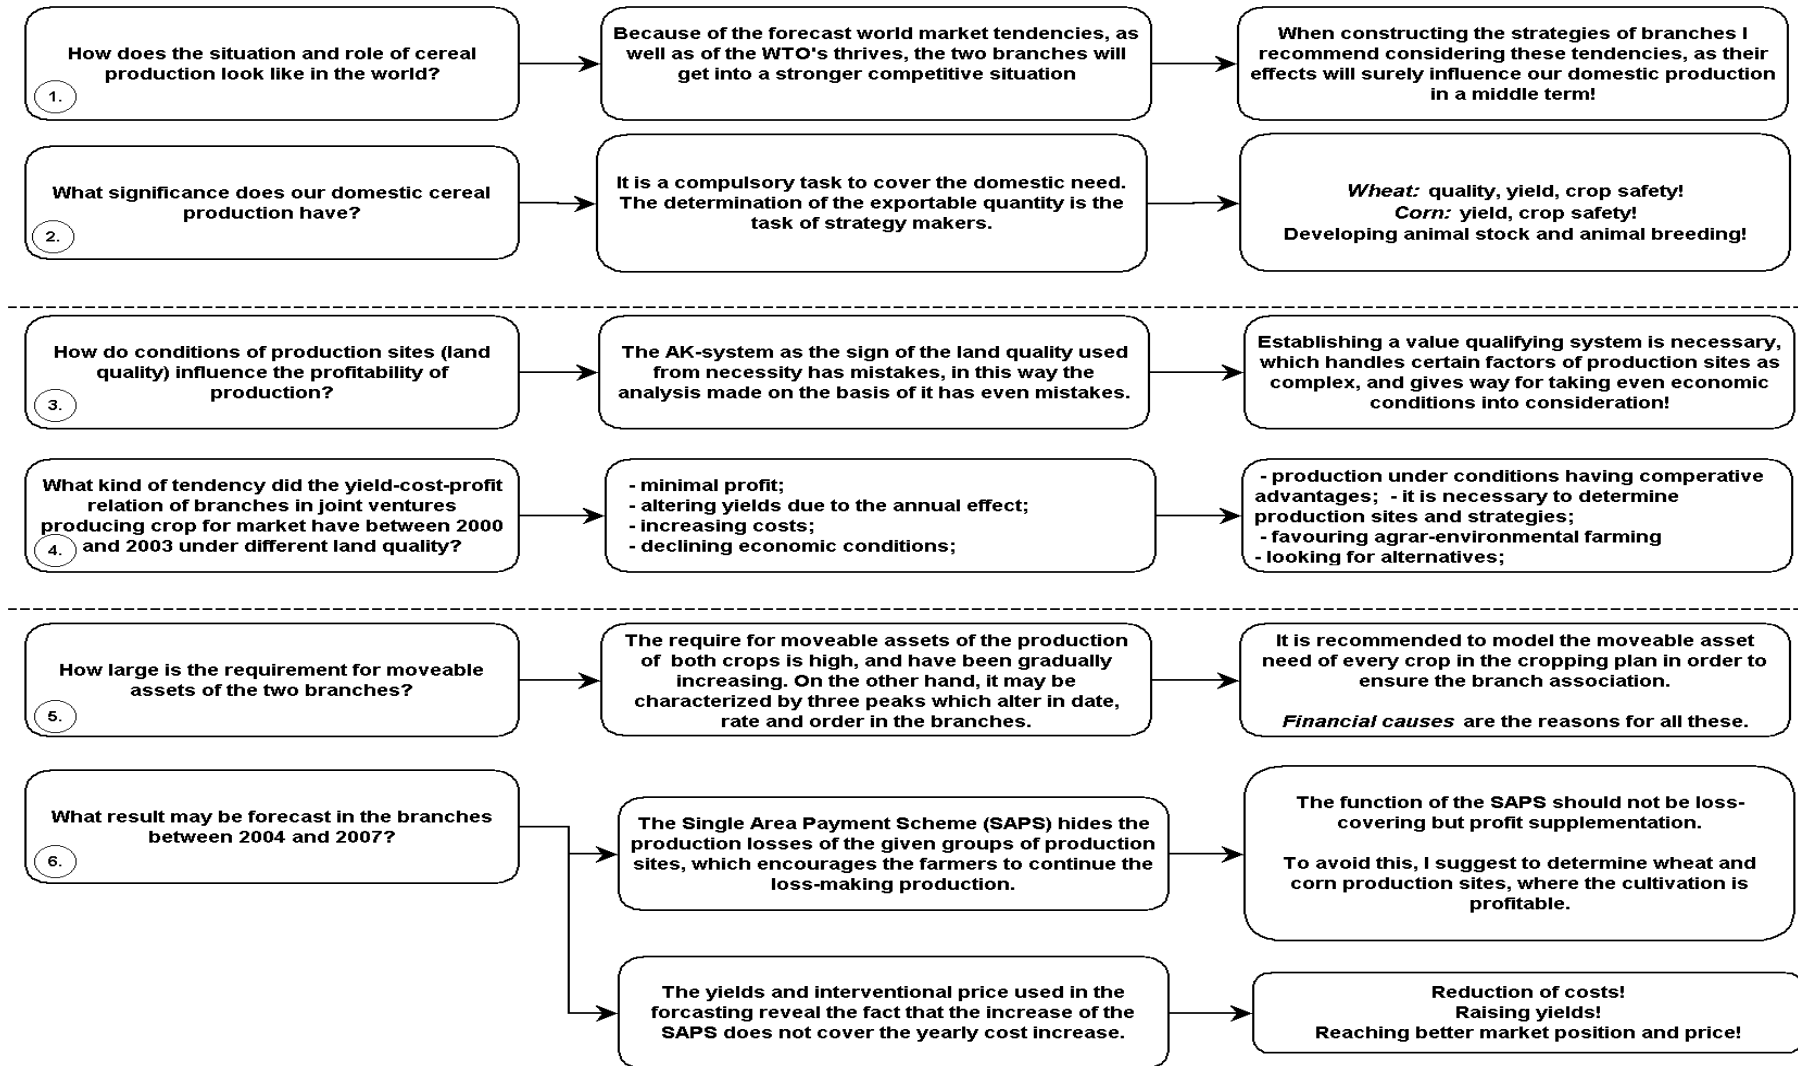 How does the situation and role of cereal
production look like in the world?
1.
Because of the forecast world market tendencies, as
well as of the WTO's thrives, the two branches will
get into a stronger competitive situation
When constructing the strategies of branches I
recommend considering these tendencies, as their
effects will surely influence our domestic production
in a middle term!
What significance does our domestic cereal
production have?
2.
It is a compulsory task to cover the domestic need.
The determination of the exportable quantity is the
task of strategy makers.
Wheat: quality, yield, crop safety!
Corn: yield, crop safety!
Developing animal stock and animal breeding!
How do conditions of production sites (land
quality) influence the profitability of
production?
3.
The AK-system as the sign of the land quality used
from necessity has mistakes, in this way the
analysis made on the basis of it has even mistakes.
Establishing a value qualifying system is necessary,
which handles certain factors of production sites as
complex, and gives way for taking even economic
conditions into consideration!
What kind of tendency did the yield-cost-profit
relation of branches in joint ventures
producing crop for market have between 2000
and 2003 under different land quality?
4.
- minimal profit;
- altering yields due to the annual effect;
- increasing costs;
- declining economic conditions;
- production under conditions having comperative
advantages; - it is necessary to determine
production sites and strategies;
- favouring agrar-environmental farming
- looking for alternatives;
How large is the requirement for moveable
assets of the two branches?
5.
The require for moveable assets of the production
of both crops is high, and have been gradually
increasing. On the other hand, it may be
characterized by three peaks which alter in date,
rate and order in the branches.
It is recommended to model the moveable asset
need of every crop in the cropping plan in order to
ensure the branch association.
Financial causes are the reasons for all these.
What result may be forecast in the branches
between 2004 and 2007?
6.
The Single Area Payment Scheme (SAPS) hides the
production losses of the given groups of production
sites, which encourages the farmers to continue the
loss-making production.
The function of the SAPS should not be loss-
covering but profit supplementation.
To avoid this, I suggest to determine wheat and
corn production sites, where the cultivation is
profitable.
The yields and interventional price used in the
forcasting reveal the fact that the increase of the
SAPS does not cover the yearly cost increase.
Reduction of costs!
Raising yields!
Reaching better market position and price!